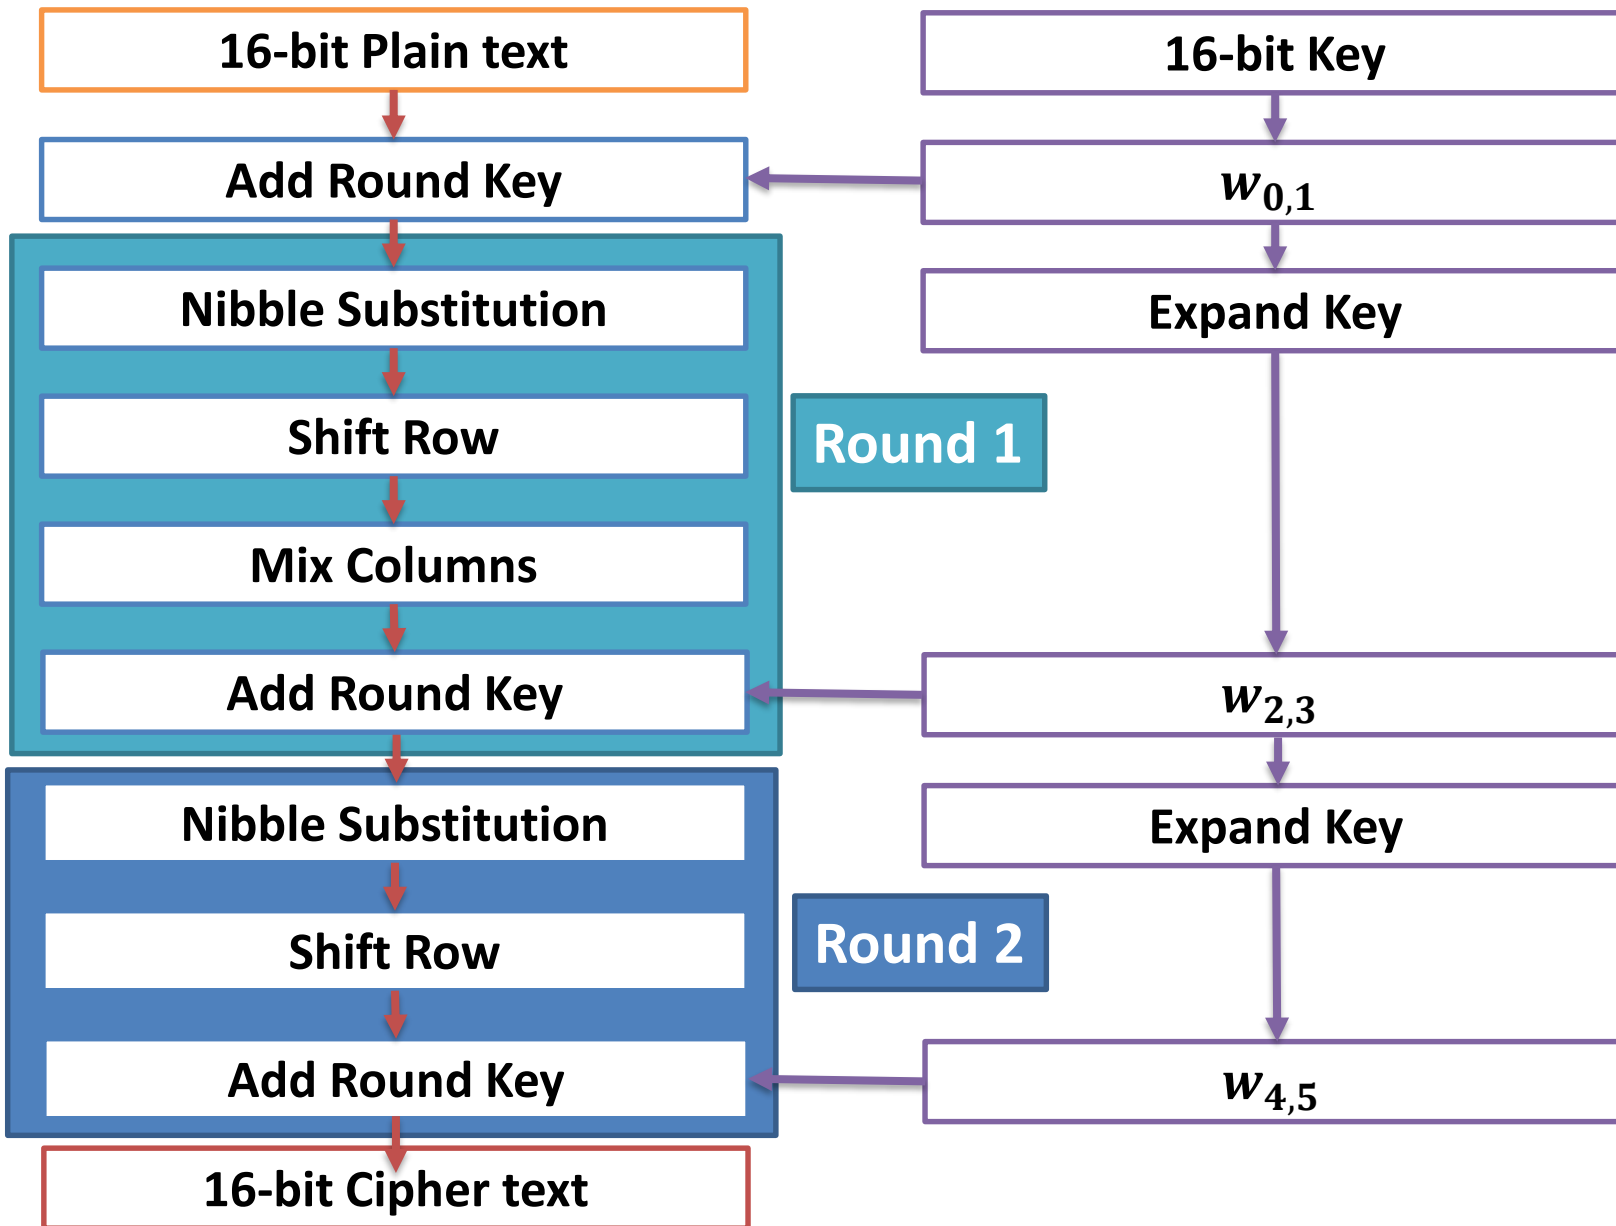 16-bit Plain text
16-bit Key
Add Round Key
w0,1
Nibble Substitution
Expand Key
Shift Row
Round 1
Mix Columns
Add Round Key
w2,3
Nibble Substitution
Expand Key
Shift Row
Round 2
Add Round Key
w4,5
16-bit Cipher text